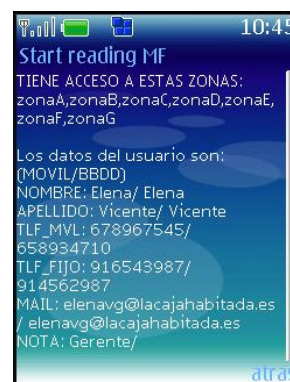 10:45
Start reading MF
TIENE ACCESO A ESTAS ZONAS:
zonaA,zonaB,zonaC,zonaD,zonaE,
zonaF,zonaG
Los datos del usuario son:
(MOVIL/BBDD)
NOMBRE: Elena/ Elena
APELLIDO: Vicente/ Vicente
TLF_MVL: 678967545/
658934710
TLF_FIJO: 916543987/
914562987
MAIL: elenavg@lacajahabitada.es
/ elenavg@lacajahabitada.es
NOTA: Gerente/
atras